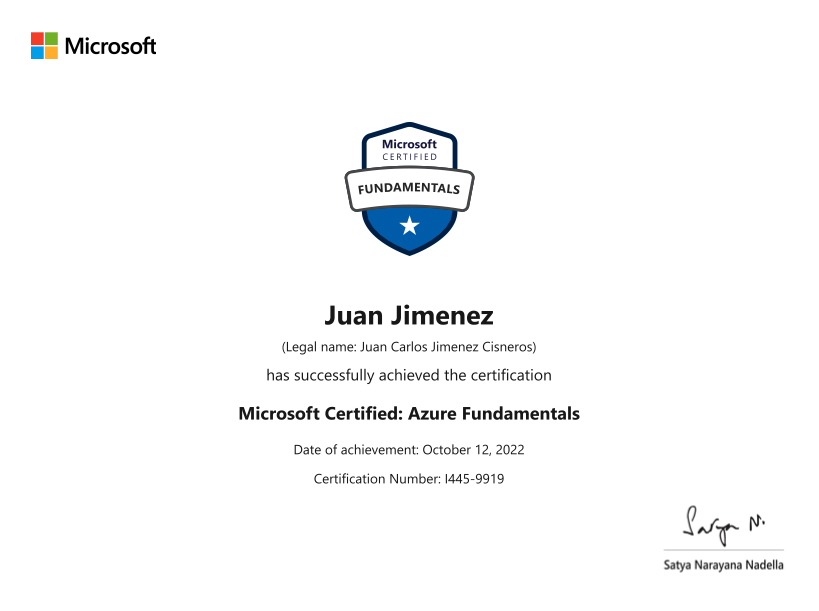 Microsoft
Microsoft
CERTIFIED
FUNDAMENTALS
Juan Jimenez
(Legal name: Juan Carlos Jimenez Cisneros)
has successfully achieved the certification
Microsoft Certified: Azure Fundamentals
Date of achievement: October 12, 2022
Certification Number: I445-9919
Satya N.
Satya Narayana Nadella